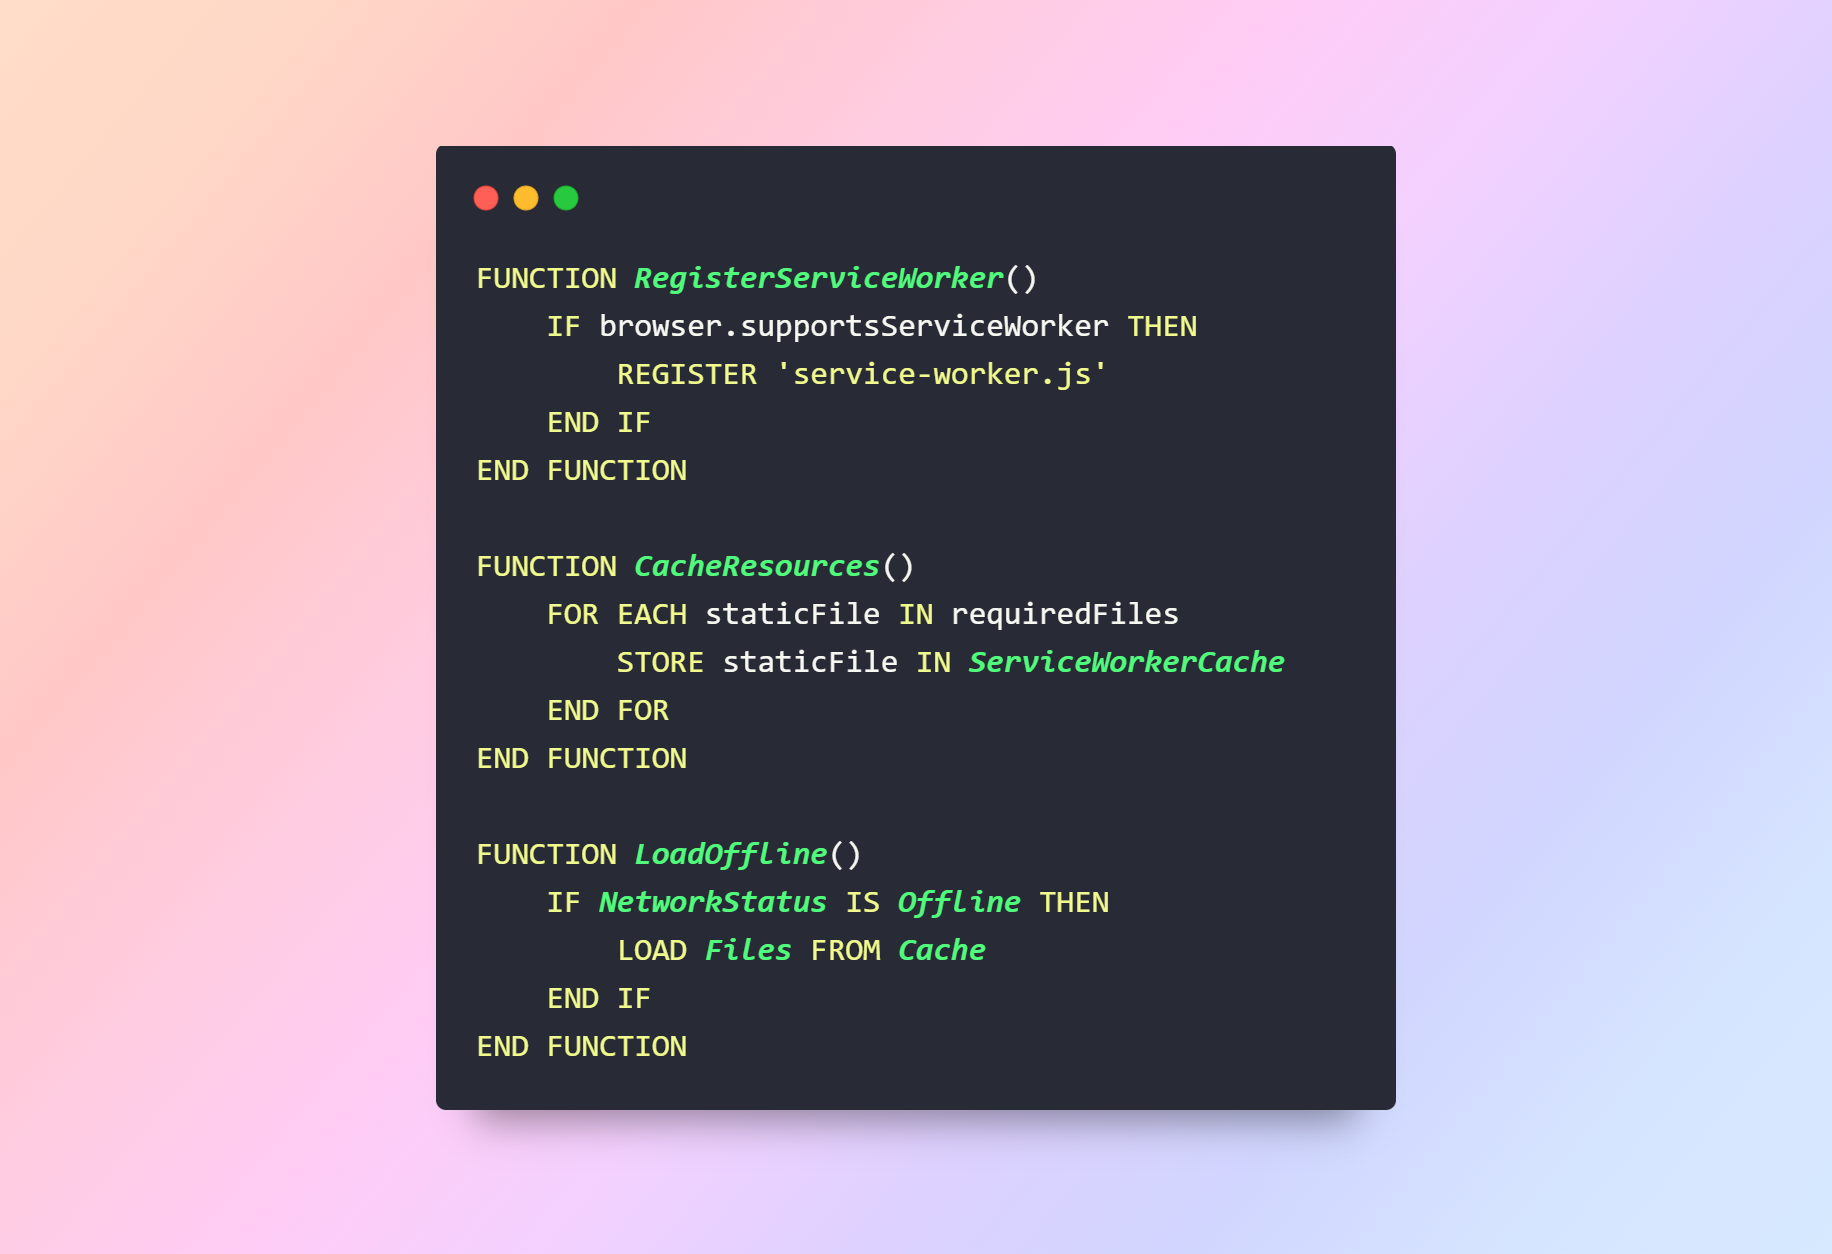 FUNCTION RegisterServiceWorker()
    IF browser.supportsServiceWorker THEN
        REGISTER 'service-worker.js'
    END IF
END FUNCTION

FUNCTION CacheResources()
    FOR EACH staticFile IN requiredFiles
        STORE staticFile IN ServiceWorkerCache
    END FOR
END FUNCTION

FUNCTION LoadOffline()
    IF NetworkStatus IS Offline THEN
        LOAD Files FROM Cache
    END IF
END FUNCTION